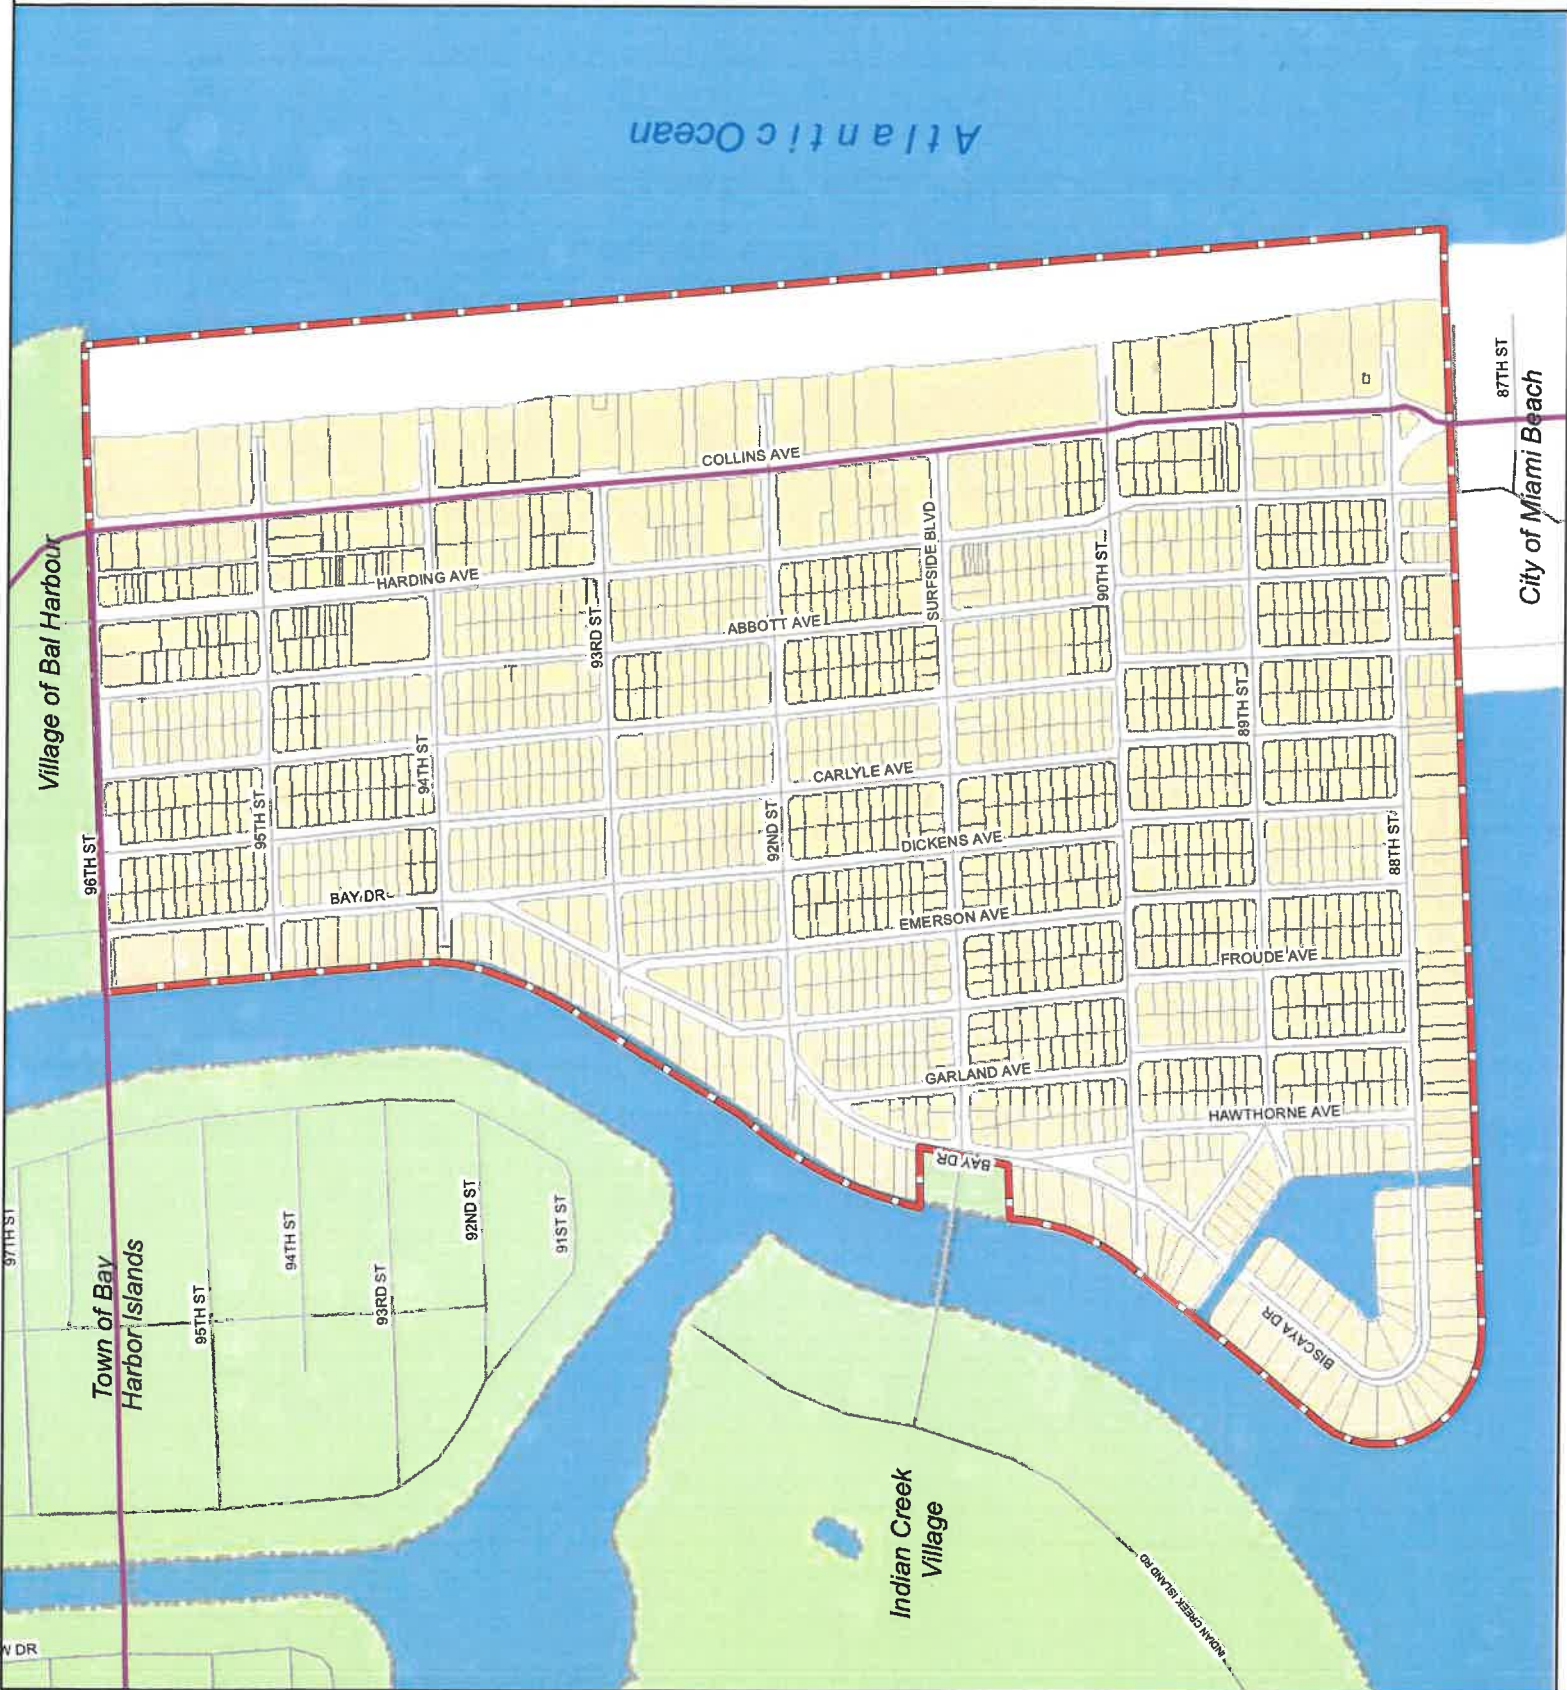 Atlantic Ocean
Village of Bal Harbour
City of Miami Beach
87TH ST
COLLINS AVE
HARDING AVE
ABBOTT AVE
SURFSIDE BLVD
90TH ST
93RD ST
94TH ST
95TH ST
96TH ST
89TH ST
CARLYLE AVE
92ND ST
DICKENS AVE
88TH ST
BAY DR
EMERSON AVE
FROUDE AVE
GARLAND AVE
HAWTHORNE AVE
BAY DR
BISCAYA DR
97TH ST
Town of Bay
Harbor Islands
95TH ST
94TH ST
93RD ST
92ND ST
91ST ST
Indian Creek
Village
INDIAN CREEK ISLAND RD
DR